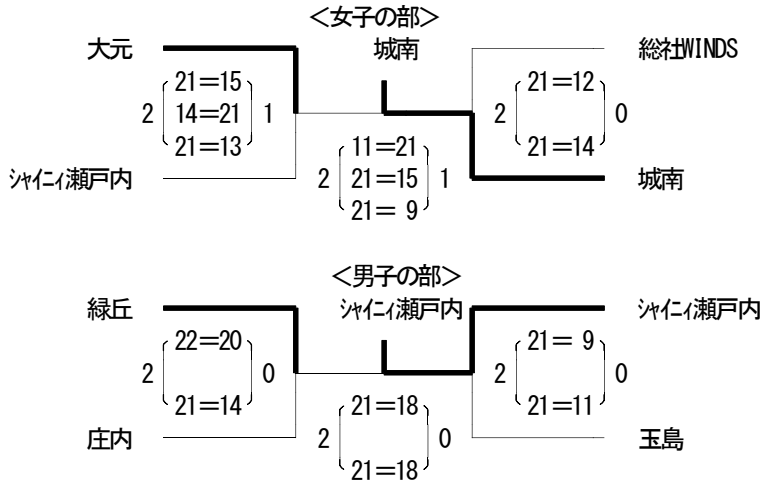 ＜女子の部＞
大元 城南 総社WINDS
21＝15 21＝12
2 14＝21 1 2 0
21＝13 21＝14
11＝21
ｼｬｲﾆｨ瀬戸内 2 21＝15 1 城南
21＝ 9
＜男子の部＞
緑丘 ｼｬｲﾆｨ瀬戸内 ｼｬｲﾆｨ瀬戸内
22＝20 21＝ 9
2 0 2 0
21＝14 21＝18 21＝11
庄内 2 0 玉島
21＝18